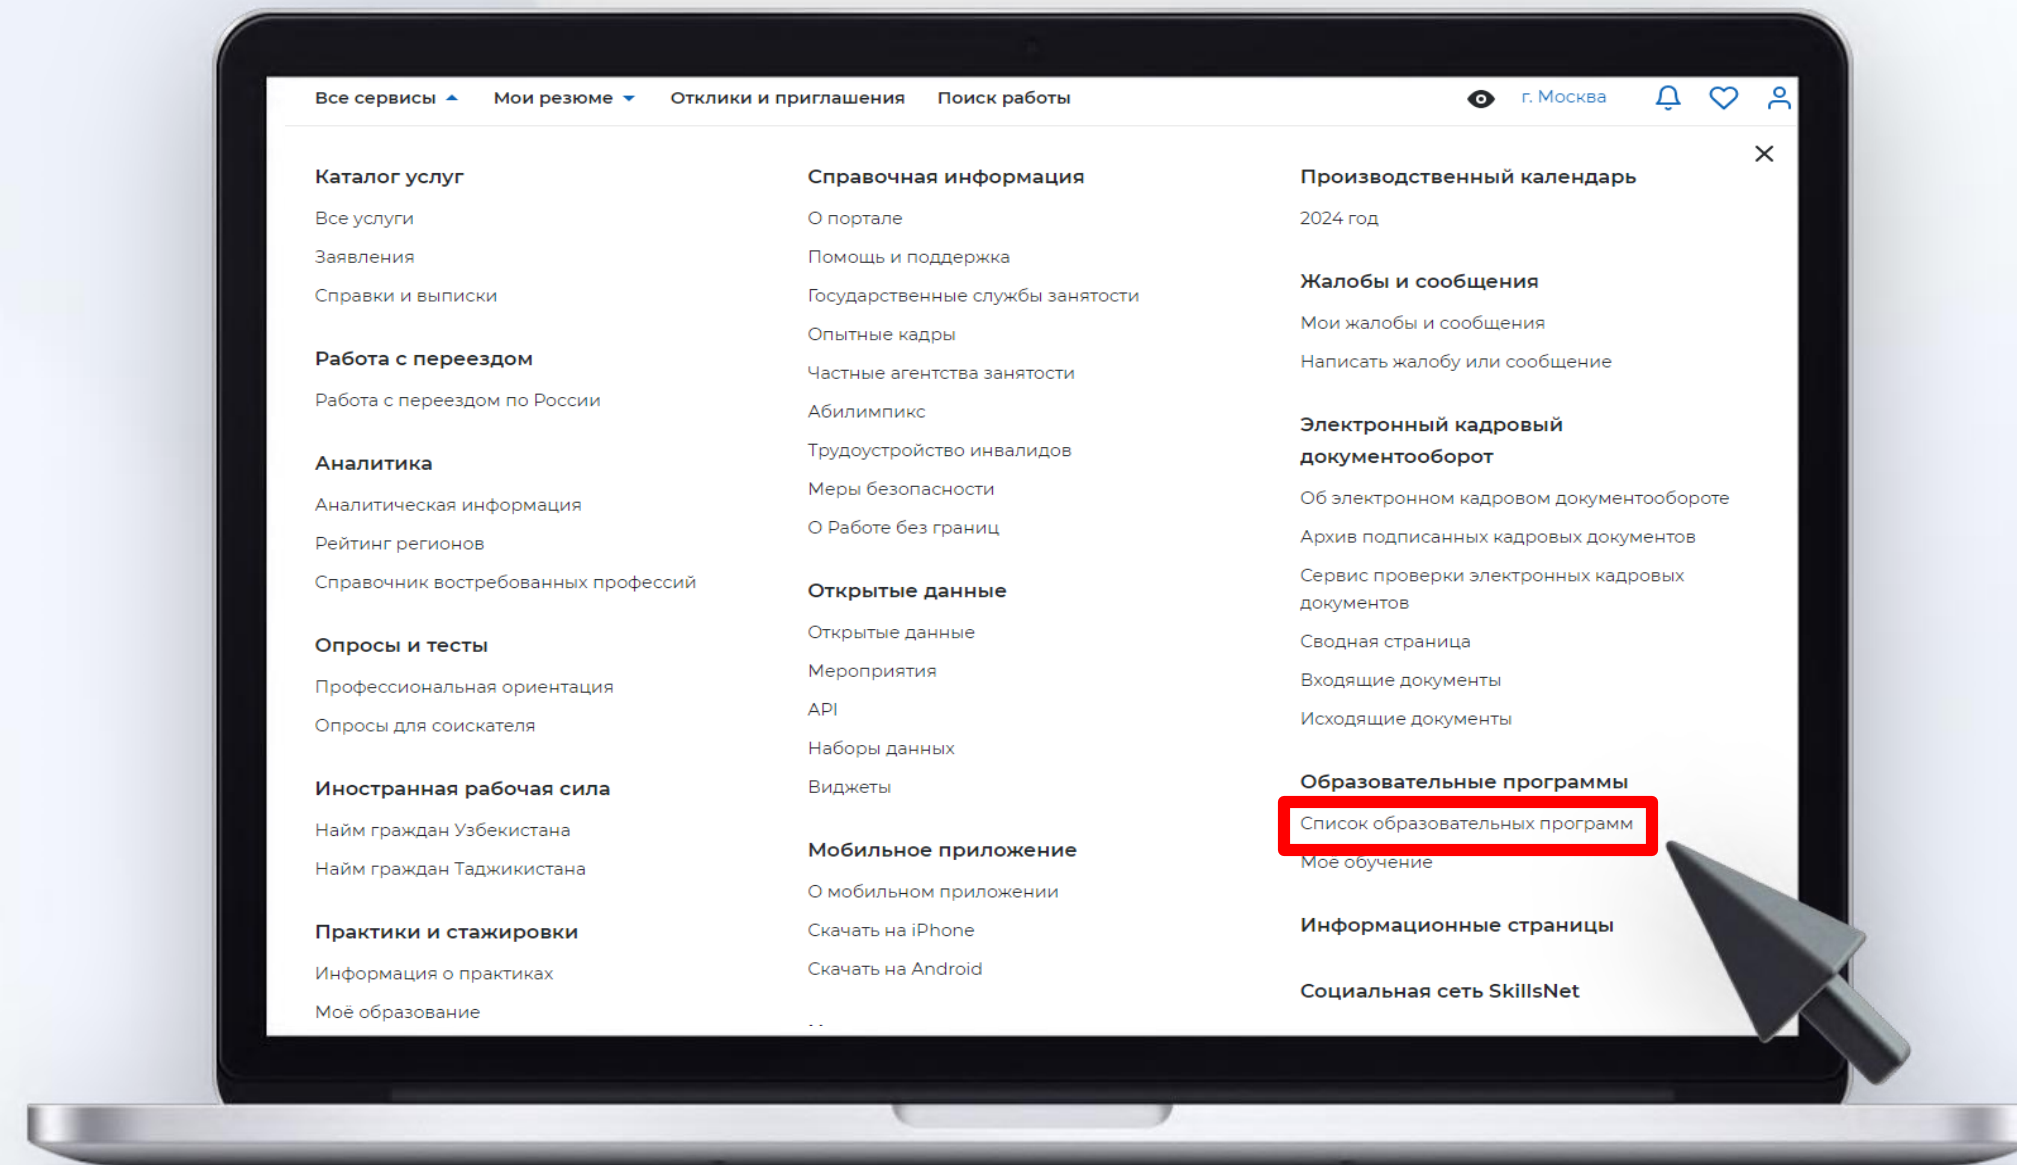 Все сервисы
Мои резюме
Отклики и приглашения
Поиск работы
г. Москва
Каталог услуг
Все услуги
Заявления
Справки и выписки
Работа с переездом
Работа с переездом по России
Аналитика
Аналитическая информация
Рейтинг регионов
Справочник востребованных профессий
Опросы и тесты
Профессиональная ориентация
Опросы для соискателя
Иностранная рабочая сила
Найм граждан Узбекистана
Найм граждан Таджикистана
Практики и стажировки
Информация о практиках
Моё образование
Справочная информация
О портале
Помощь и поддержка
Государственные службы занятости
Опытные кадры
Частные агентства занятости
Абилимпикс
Трудоустройство инвалидов
Меры безопасности
О Работе без границ
Открытые данные
Открытые данные
Мероприятия
API
Наборы данных
Виджеты
Мобильное приложение
О мобильном приложении
Скачать на iPhone
Скачать на Android
Производственный календарь
2024 год
Жалобы и сообщения
Мои жалобы и сообщения
Написать жалобу или сообщение
Электронный кадровый
документооборот
Об электронном кадровом документообороте
Архив подписанных кадровых документов
Сервис проверки электронных кадровых
документов
Сводная страница
Входящие документы
Исходящие документы
Образовательные программы
Список образовательных программ
Мое обучение
Информационные страницы
Социальная сеть SkillsNet